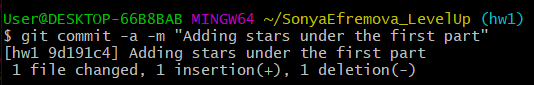 User@DESKTOP-66B8BAB MINGW64 ~/SonyaEfremova_LevelUp (hw1)
$ git commit -a -m "Adding stars under the first part"
[hw1 9d191c4] Adding stars under the first part
 1 file changed, 1 insertion(+), 1 deletion(-)